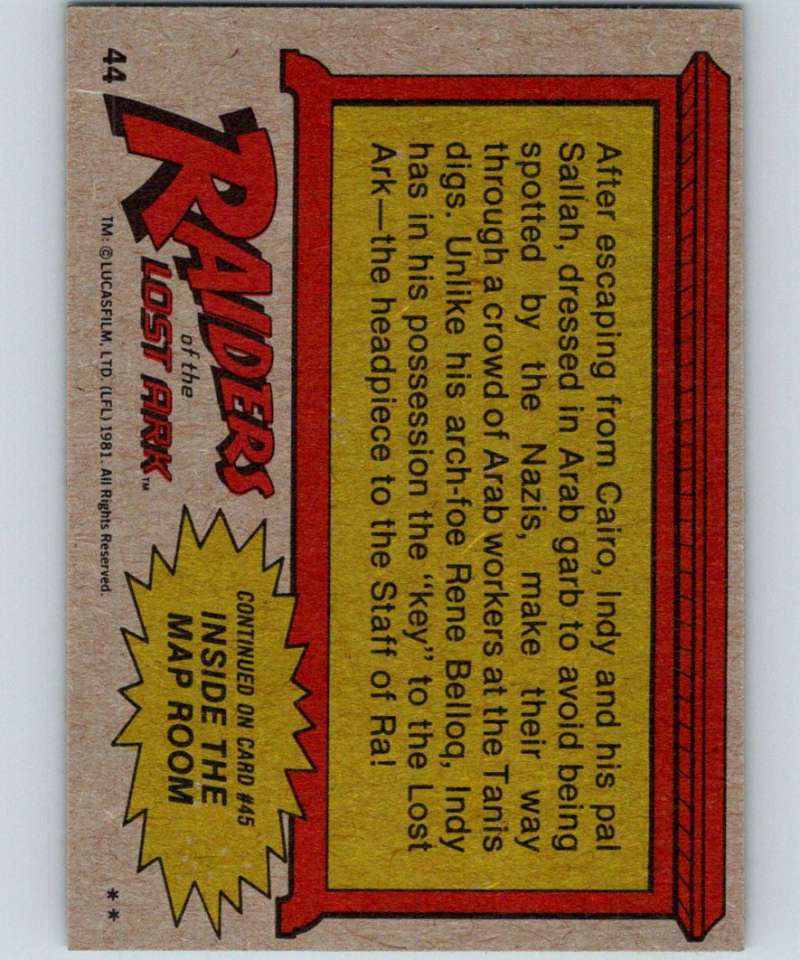 After escaping from Cairo, Indy and his pal
Sallah, dressed in Arab garb to avoid being
spotted by the Nazis, make their way
through a crowd of Arab workers at the Tanis
digs. Unlike his arch-foe Rene Belloq, Indy
has in his possession the “key” to the Lost
Ark—the headpiece to the Staff of Ra!
RAIDERS
of the
LOST ARK™
CONTINUED ON CARD #45
INSIDE THE
MAP ROOM
44
TM: © LUCASFILM, LTD. (LFL) 1981. All Rights Reserved.
**